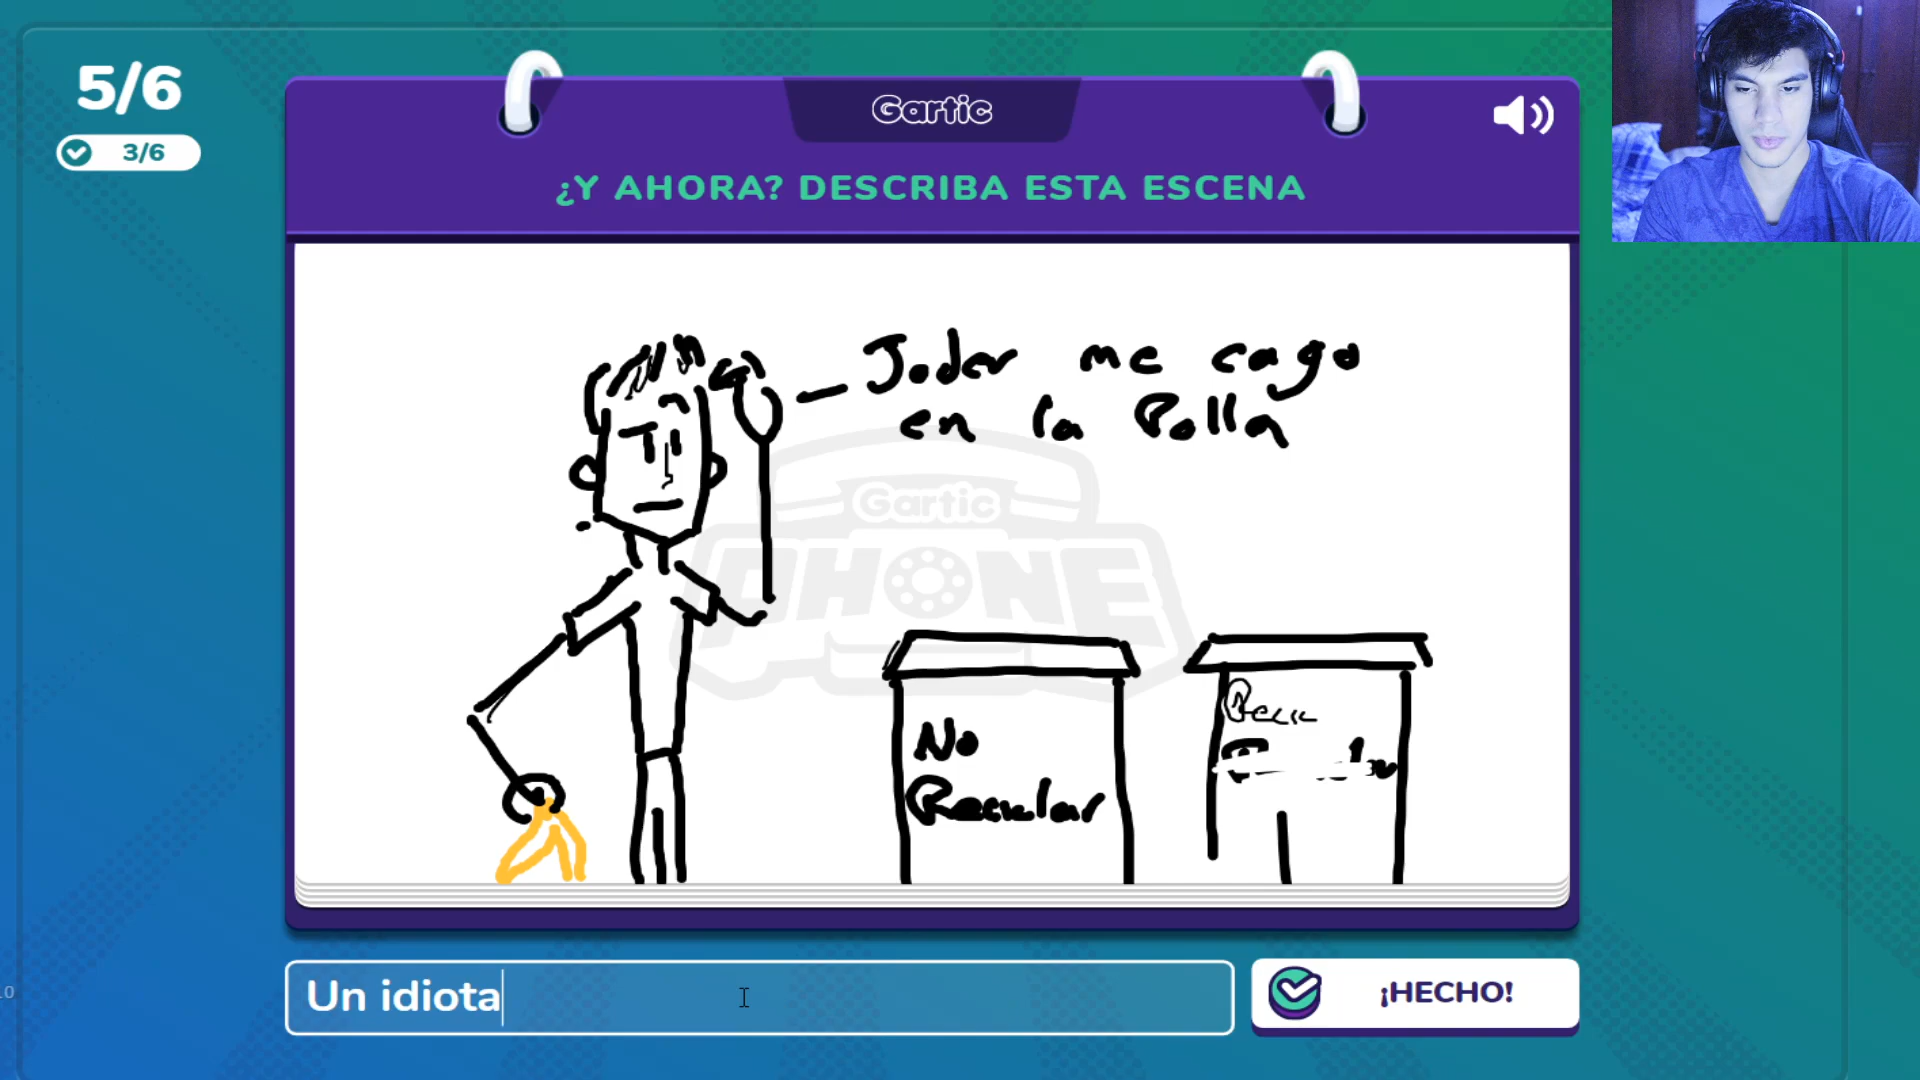 5/6
3/6
Gartic
¿Y AHORA? DESCRIBA ESTA ESCENA
- Joder me cago
en la Polla
Gartic
PHONE
No
Reciclar
Un idiota
¡HECHO!